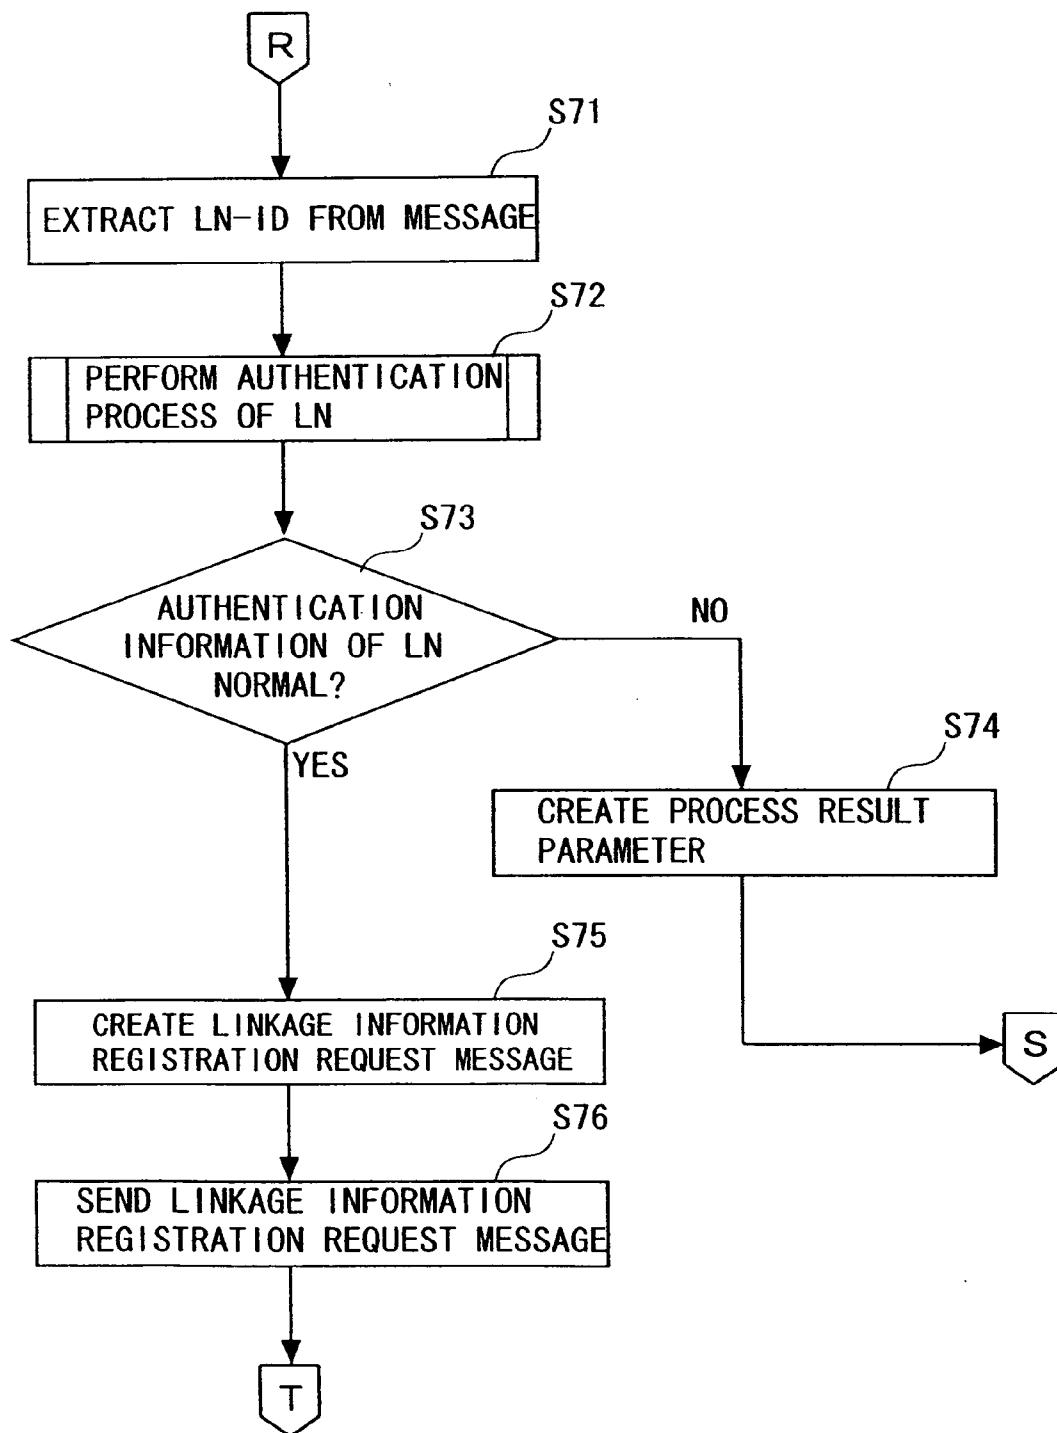 R
S71
EXTRACT LN-ID FROM MESSAGE
S72
PERFORM AUTHENTICATION
PROCESS OF LN
S73
AUTHENTICATION
INFORMATION OF LN
NORMAL?
NO
YES
S74
CREATE PROCESS RESULT
PARAMETER
S75
CREATE LINKAGE INFORMATION
REGISTRATION REQUEST MESSAGE
S
S76
SEND LINKAGE INFORMATION
REGISTRATION REQUEST MESSAGE
T